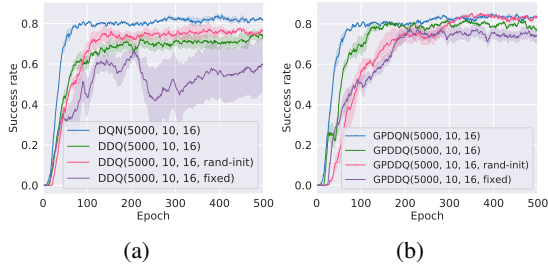 Success rate
0.8
0.6
0.4
0.2
0.0
DQN(5000, 10, 16)
DDQ(5000, 10, 16)
DDQ(5000, 10, 16, rand-init)
DDQ(5000, 10, 16, fixed)
0 100 200 300 400 500
Epoch
(a)
Success rate
0.8
0.6
0.4
0.2
0.0
GPDQN(5000, 10, 16)
GPDDQ(5000, 10, 16)
GPDDQ(5000, 10, 16, rand-init)
GPDDQ(5000, 10, 16, fixed)
0 100 200 300 400 500
Epoch
(b)